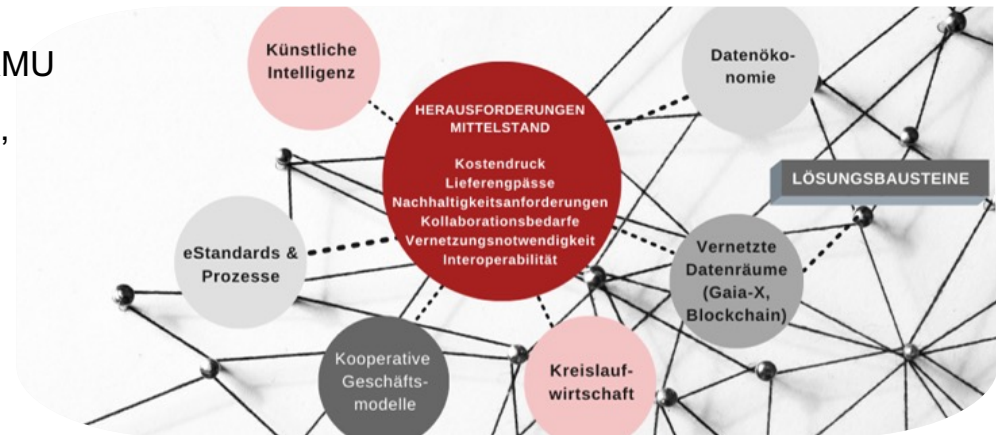 MU
,
Künstliche
Intelligenz
HERAUSFORDERUNGEN
MITTELSTAND
Kostendruck
Lieferengpässe
Nachhaltigkeitsanforderungen
Kollaborationsbedarfe
Vernetzungsnotwendigkeit
Interoperabilität
Datenöko-
nomie
LÖSUNGSBAUSTEINE
eStandards &
Prozesse
Vernetzte
Datenräume
(Gaia-X,
Blockchain)
Kooperative
Geschäfts-
modelle
Kreislauf-
wirtschaft